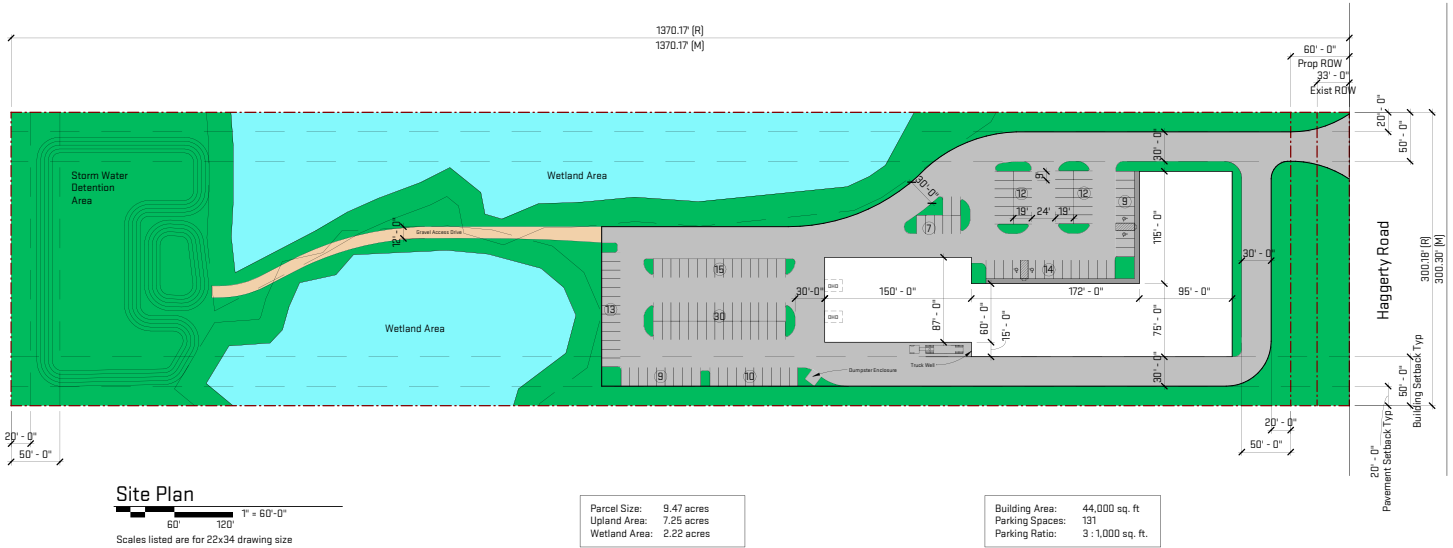 1370.17' (R)
1370.17' (M)
60' - 0"
Prop ROW
33' - 0"
Exist ROW
20' - 0"
50' - 0"
30' - 0"
Storm Water
Detention
Area
Wetland Area
30'-0"
9'
12
12
9
19'
24'
19'
7
115' - 0"
Gravel Access Drive
12' - 0"
Haggerty Road
300.18' (R)
300.30' (M)
15
14
30' - 0"
OHD
30'-0"
150' - 0"
172' - 0"
95' - 0"
13
30
OHD
87' - 0"
60' - 0"
15' - 0"
75' - 0"
Wetland Area
Truck Well
Dumpster Enclosure
9
10
30' - 0"
50' - 0"
Building Setback Typ
20' - 0"
Pavement Setback Typ
20' - 0"
50' - 0"
20' - 0"
50' - 0"
Site Plan
1" = 60'-0"
60'
120'
Scales listed are for 22x34 drawing size
Parcel Size: 9.47 acres
Upland Area: 7.25 acres
Wetland Area: 2.22 acres
Building Area: 44,000 sq. ft
Parking Spaces: 131
Parking Ratio: 3 : 1,000 sq. ft.